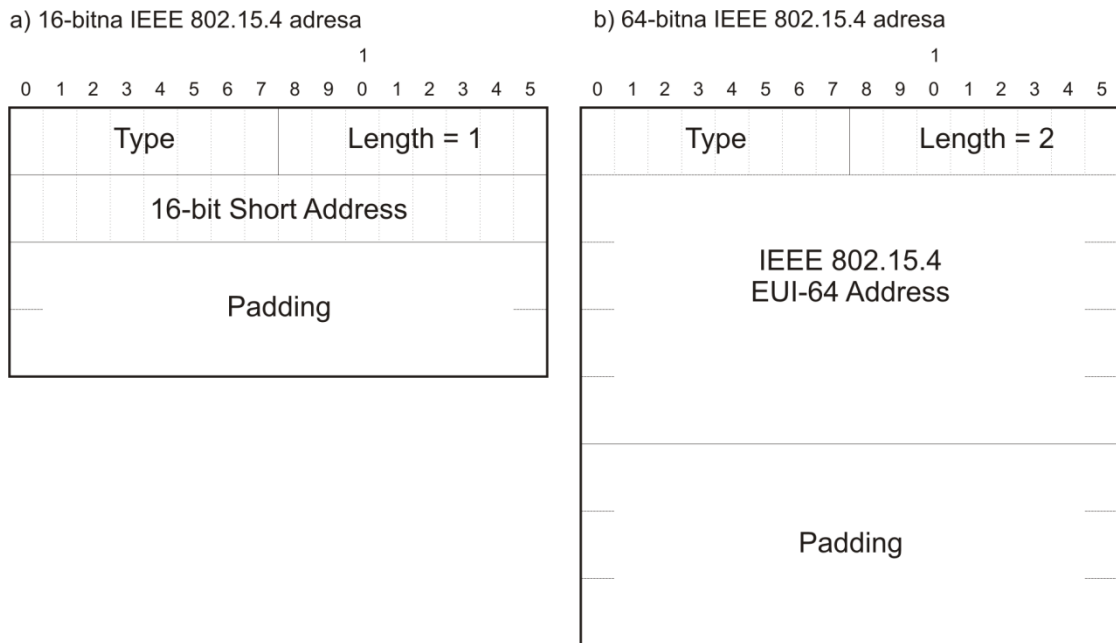 a) 16-bitna IEEE 802.15.4 adresa
1
0 1 2 3 4 5 6 7 8 9 0 1 2 3 4 5
Type Length = 1
16-bit Short Address
Padding
b) 64-bitna IEEE 802.15.4 adresa
1
0 1 2 3 4 5 6 7 8 9 0 1 2 3 4 5
Type Length = 2
IEEE 802.15.4
EUI-64 Address
Padding